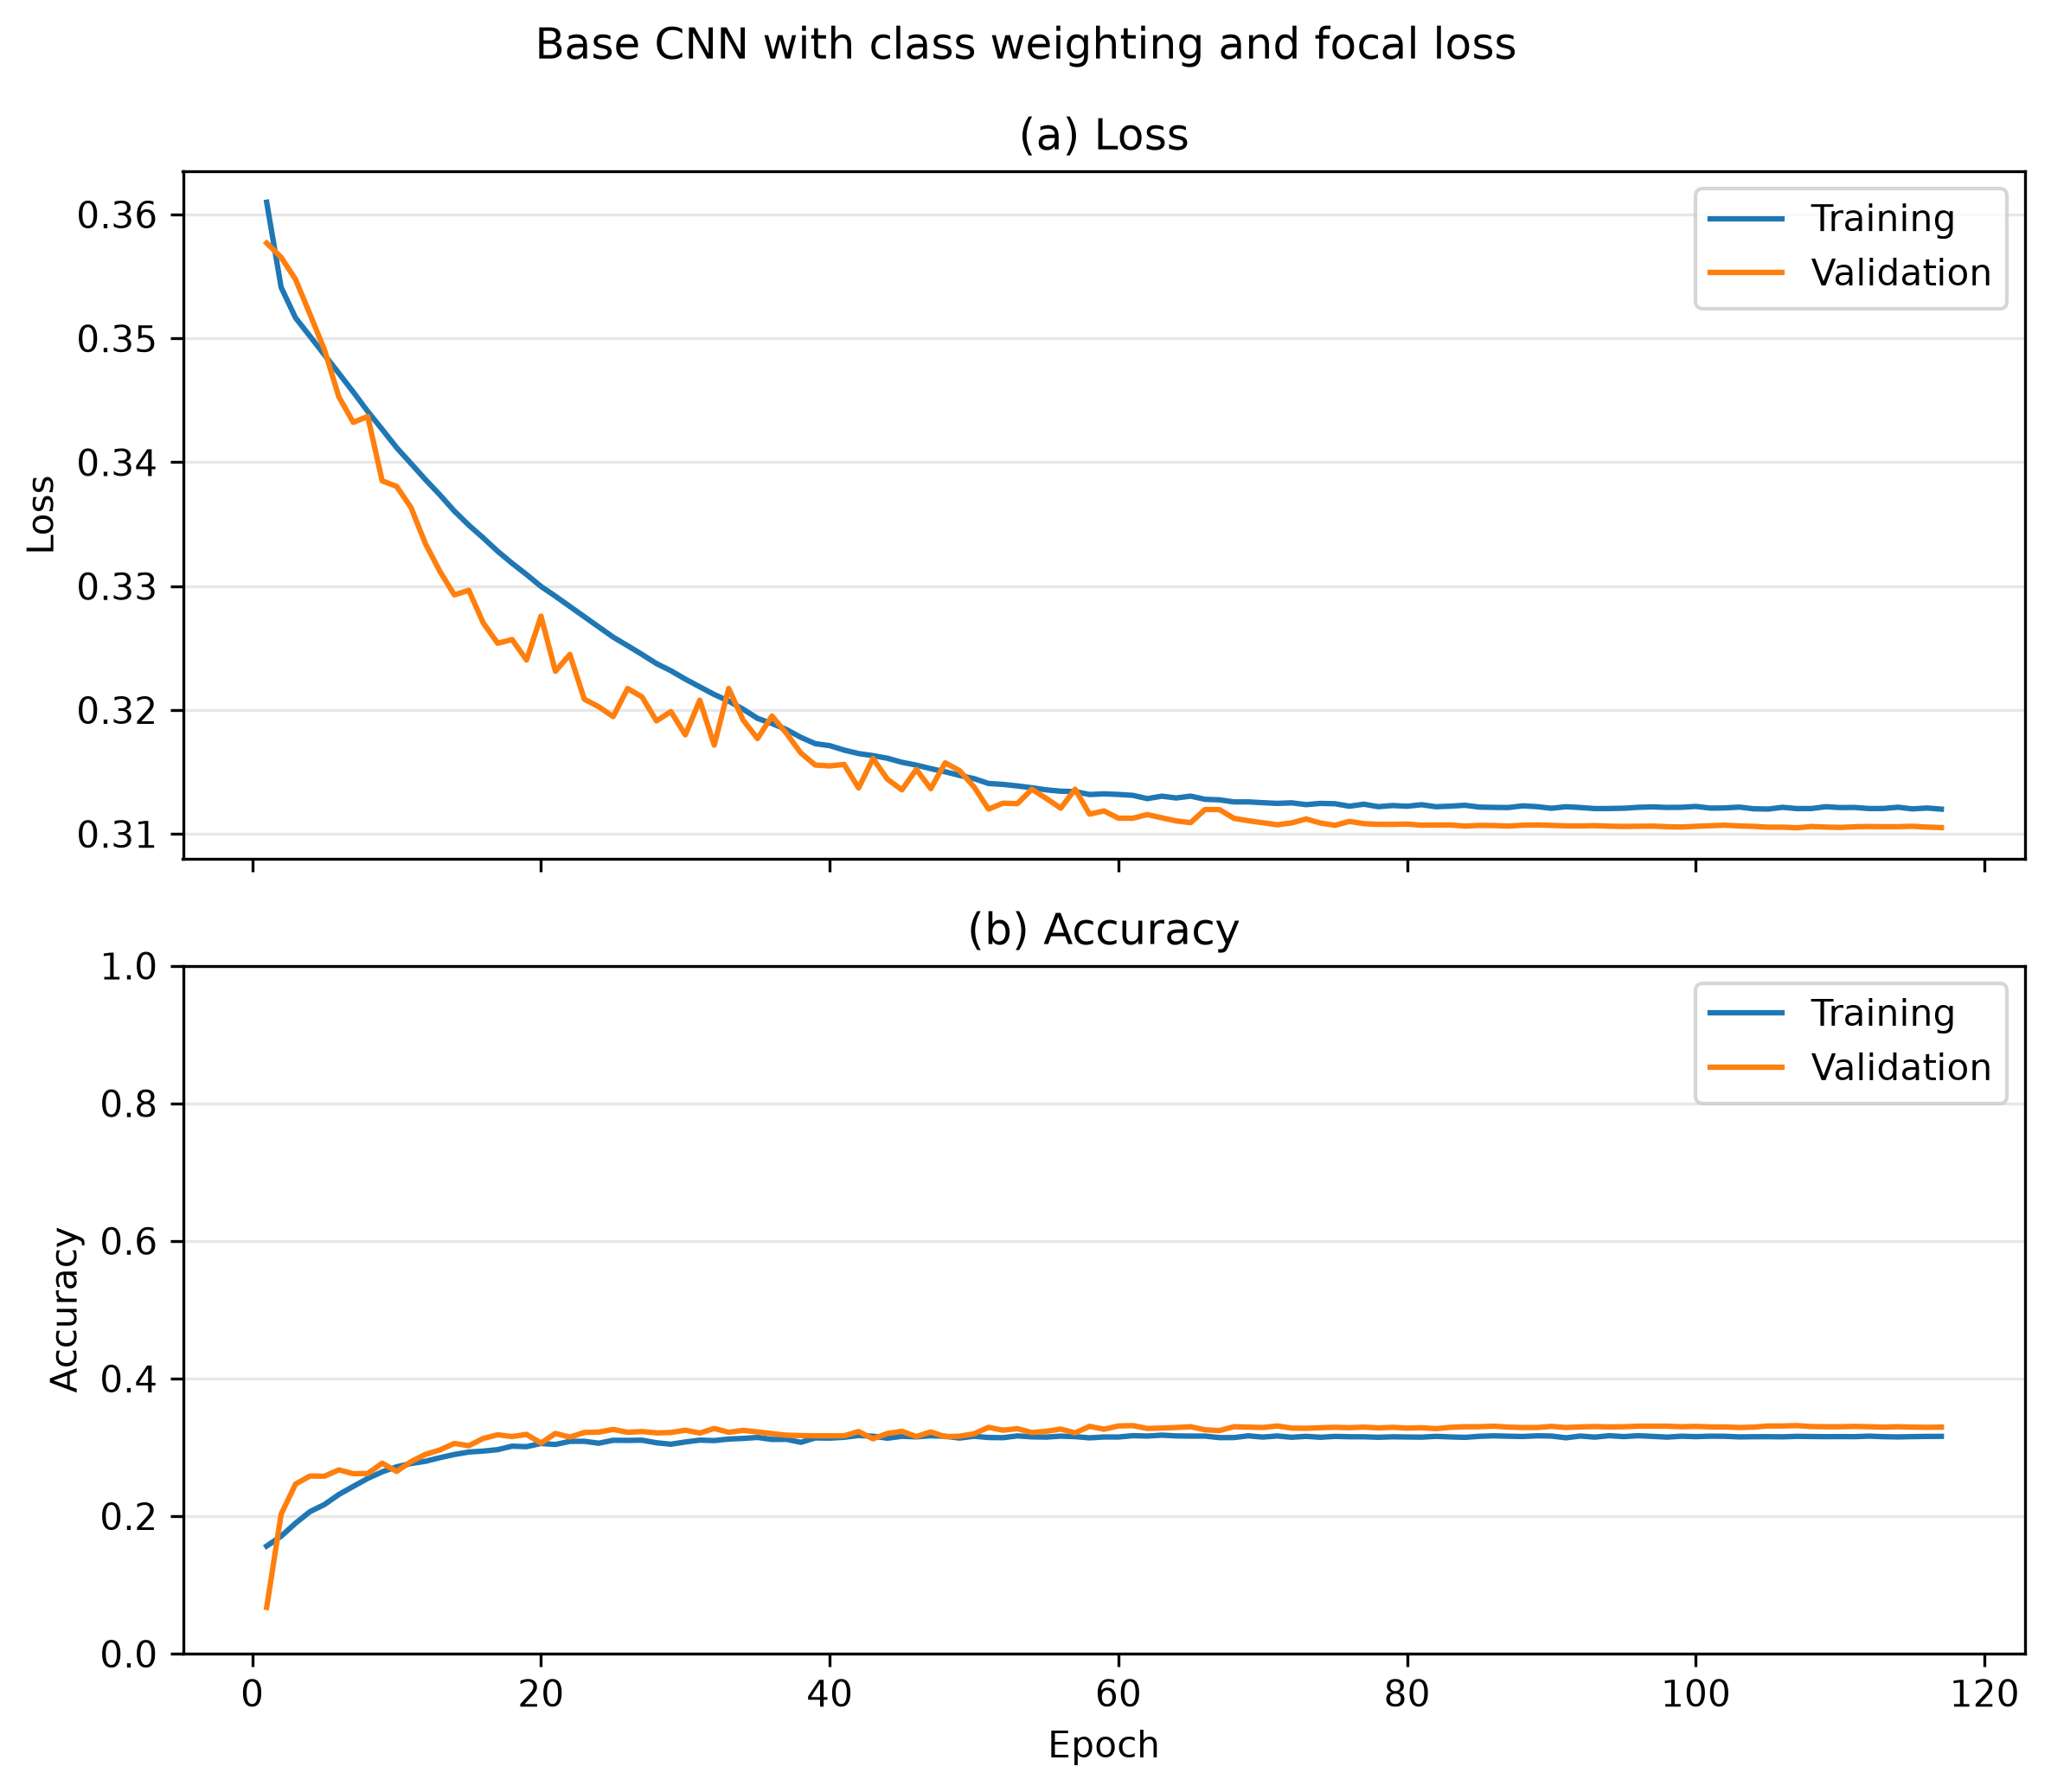 Base CNN with class weighting and focal loss
(a) Loss
Loss
0.36
0.35
0.34
0.33
0.32
0.31
Training
Validation
(b) Accuracy
Accuracy
1.0
0.8
0.6
0.4
0.2
0.0
Training
Validation
0 20 40 60 80 100 120
Epoch